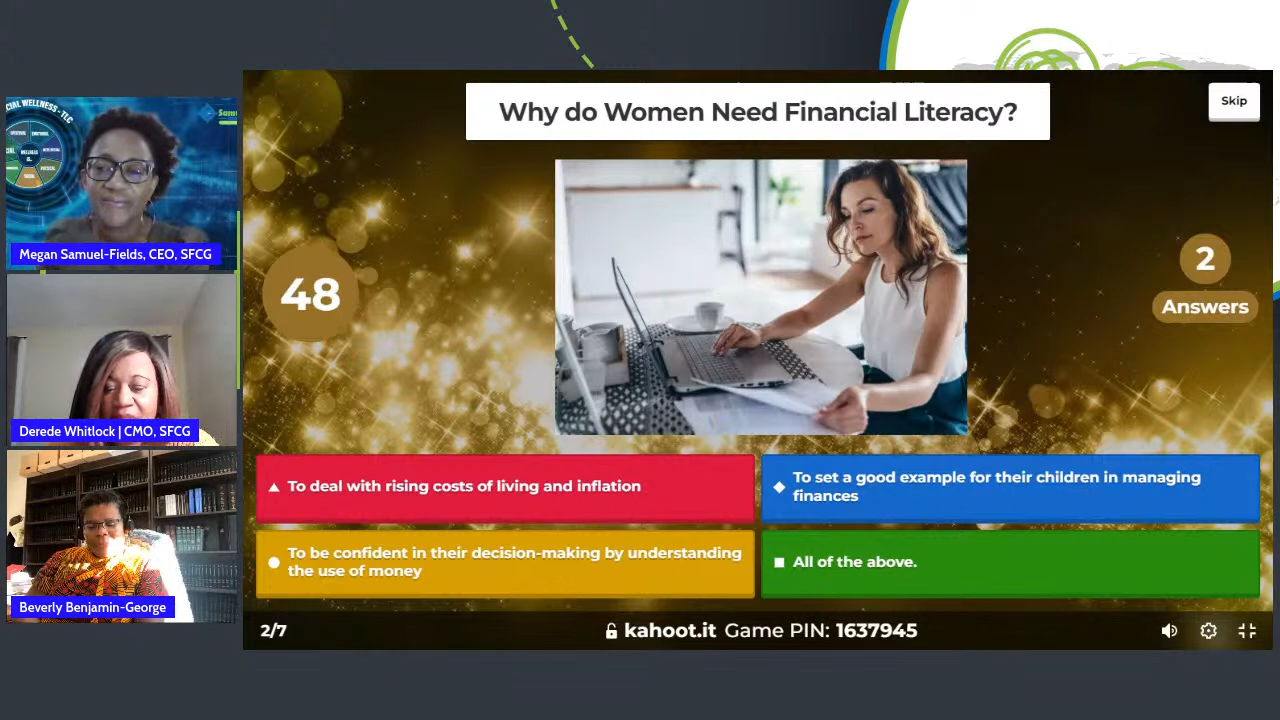 CIAL WELLNESS - TLC
Megan Samuel-Fields, CEO, SFCG
Derede Whitlock | CMO, SFCG
Beverly Benjamin-George
Why do Women Need Financial Literacy?
Skip
48
2
Answers
To deal with rising costs of living and inflation
To set a good example for their children in managing
finances
To be confident in their decision-making by understanding
the use of money
All of the above.
2/7
kahoot.it Game PIN: 1637945